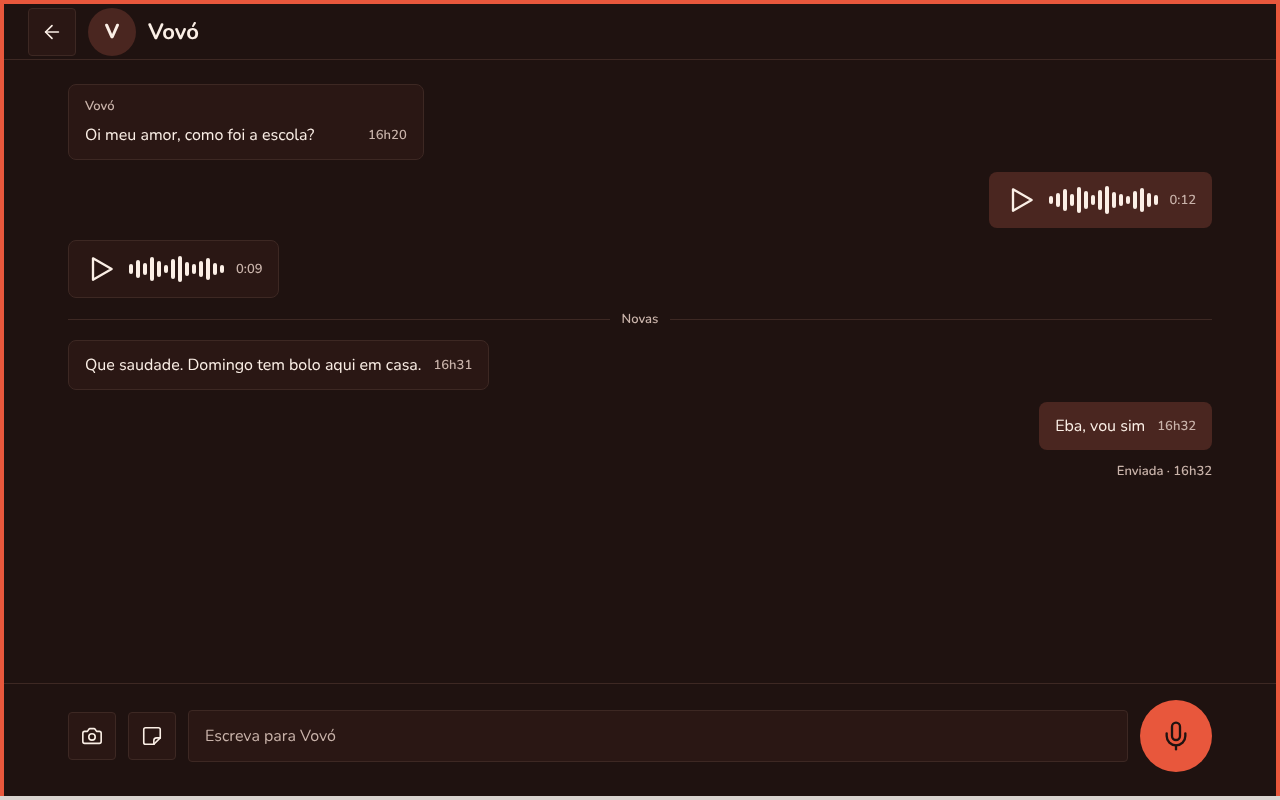 V Vovó
Vovó
Oi meu amor, como foi a escola? 16h20
0:12
0:09
Novas
Que saudade. Domingo tem bolo aqui em casa. 16h31
Eba, vou sim 16h32
Enviada · 16h32
Escreva para Vovó